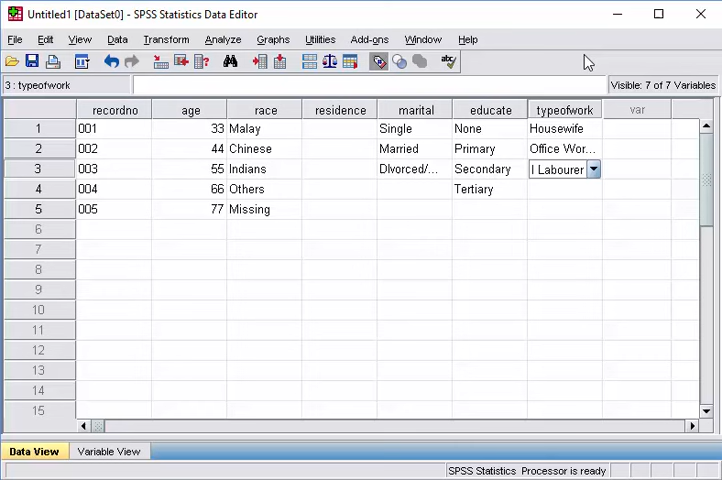 Untitled1 [DataSet0] - SPSS Statistics Data Editor
File Edit View Data Transform Analyze Graphs Utilities Add-ons Window Help
3 : typeofwork Visible: 7 of 7 Variables
recordno age race residence marital educate typeofwork var
1 001 33 Malay Single None Housewife
2 002 44 Chinese Married Primary Office Wor...
3 003 55 Indians DIvorced/... Secondary l Labourer
4 004 66 Others Tertiary
5 005 77 Missing
6
7
8
9
10
11
12
13
14
15
Data View Variable View
SPSS Statistics Processor is ready